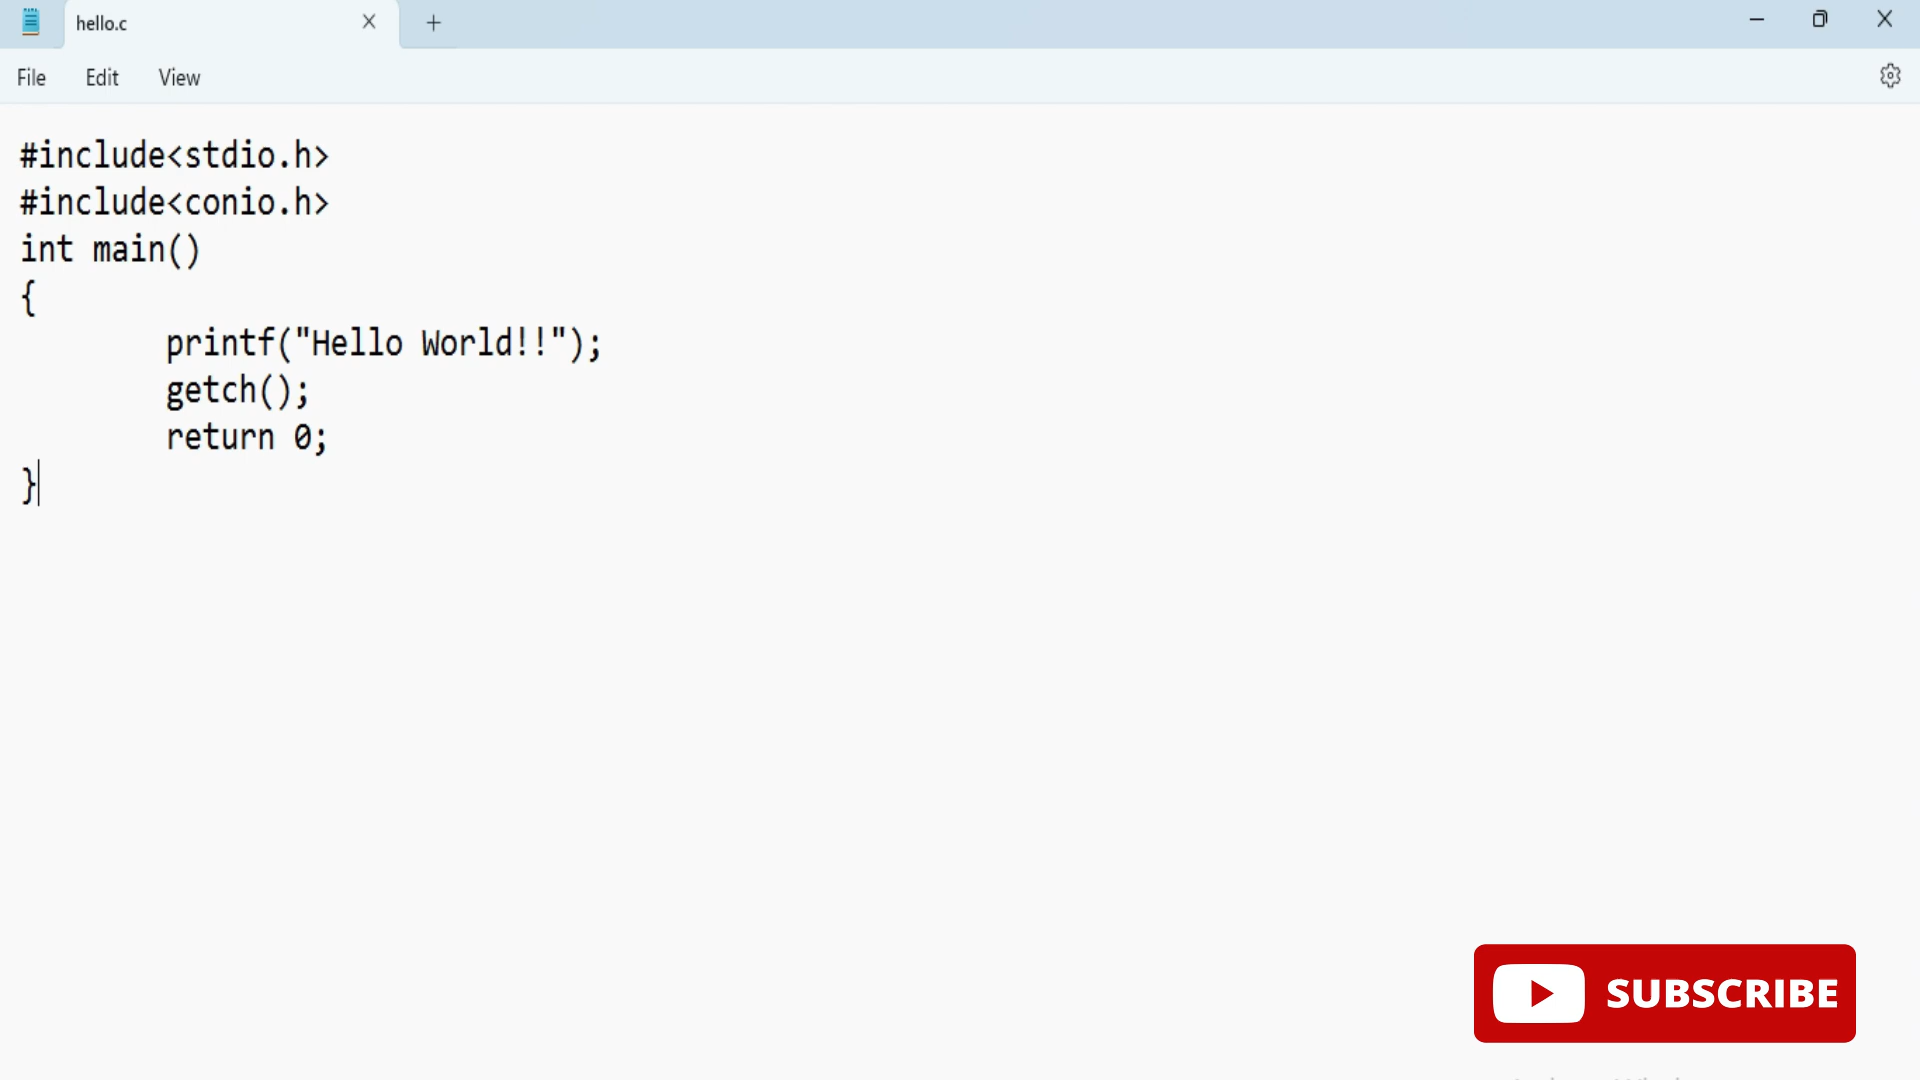 hello.c
File Edit View
#include<stdio.h>
#include<conio.h>
int main()
{
        printf("Hello World!!");
        getch();
        return 0;
}
SUBSCRIBE